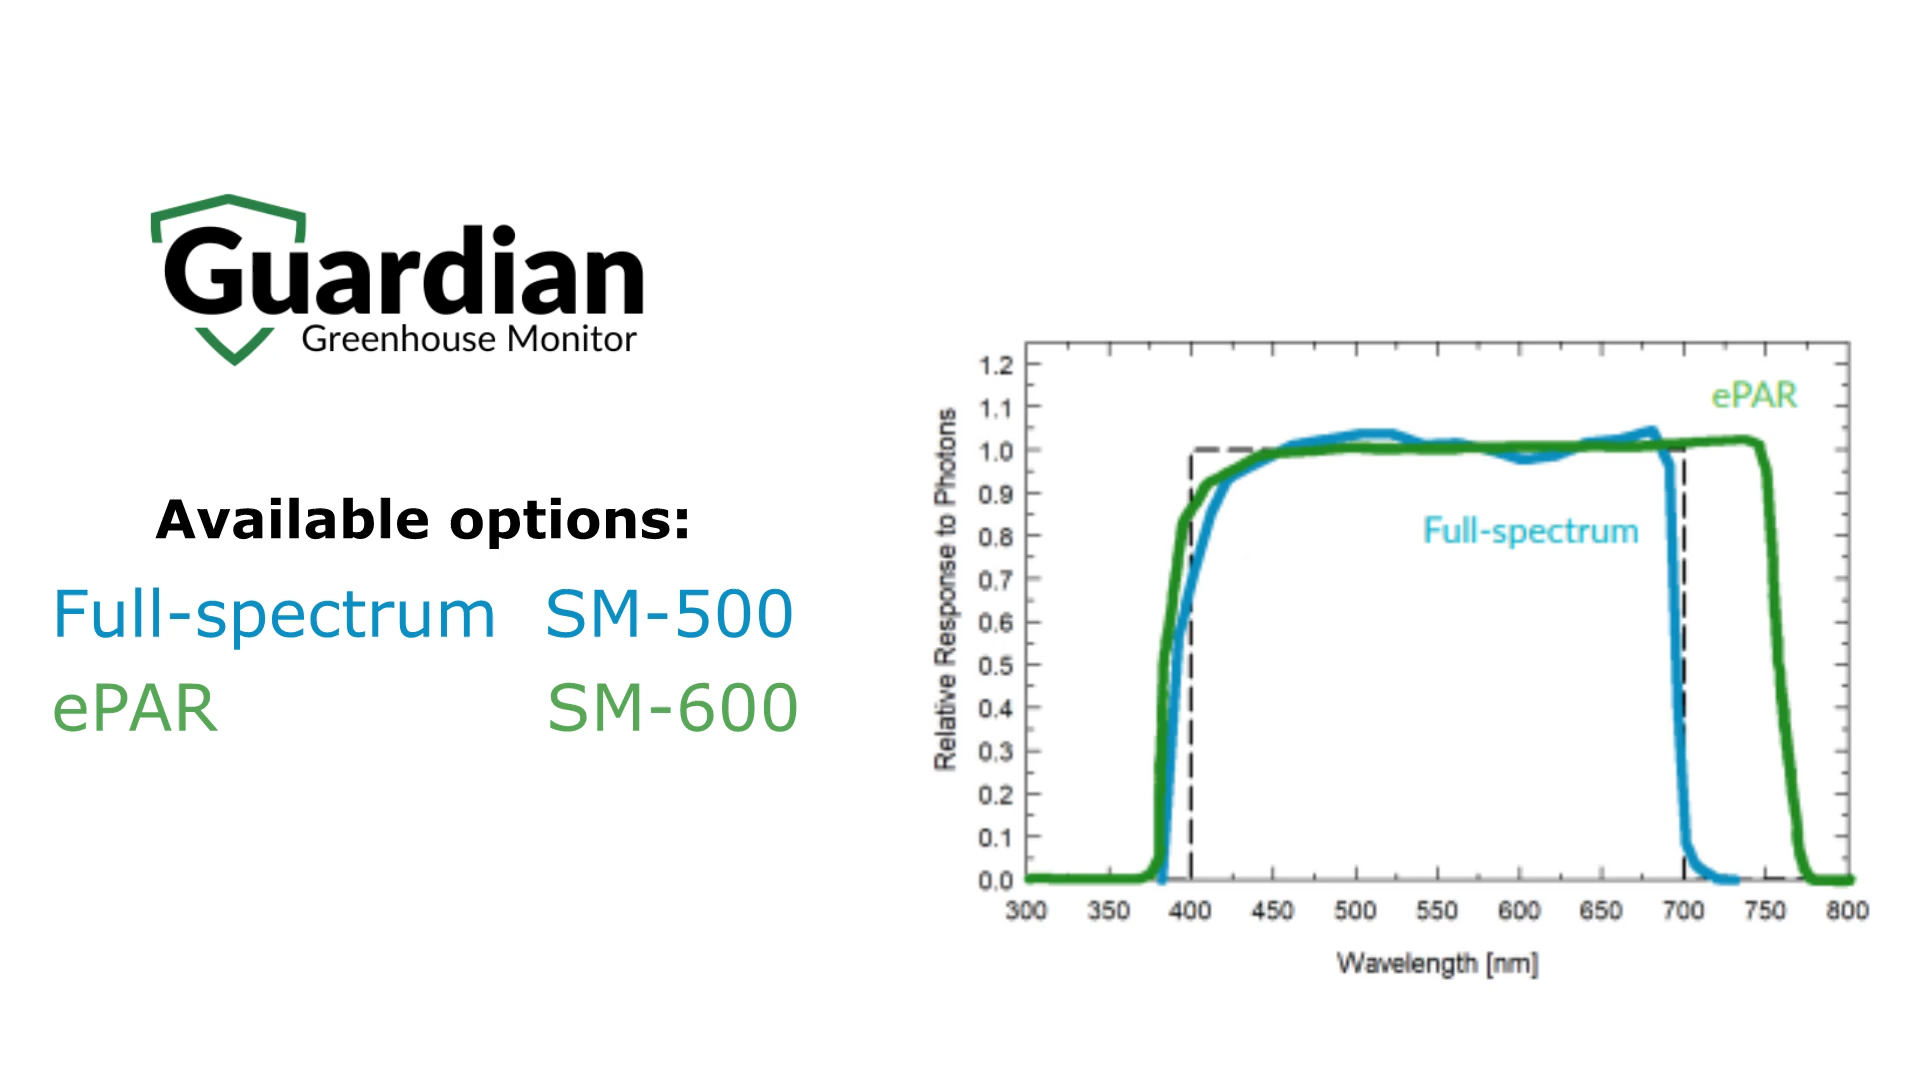 Guardian
Greenhouse Monitor
Available options:
Full-spectrum SM-500
ePAR SM-600
Relative Response to Photons
1.2
1.1
1.0
0.9
0.8
0.7
0.6
0.5
0.4
0.3
0.2
0.1
0.0
ePAR
Full-spectrum
300 350 400 450 500 550 600 650 700 750 800
Wavelength [nm]